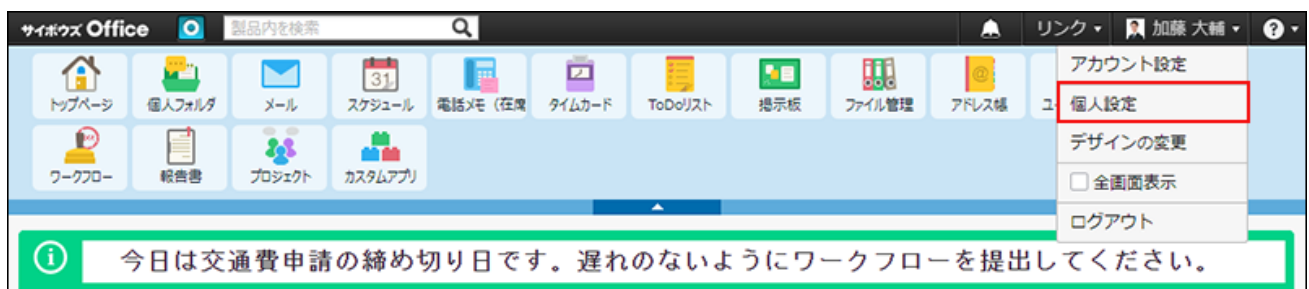 サイボウズ Office 製品内を検索 リンク 加藤 大輔 ?
トップページ 個人フォルダ メール スケジュール 電話メモ（在席 タイムカード ToDoリスト 掲示板 ファイル管理 アドレス帳 ユ
31
ワークフロー 報告書 プロジェクト カスタムアプリ
アカウント設定
個人設定
デザインの変更
全画面表示
ログアウト
今日は交通費申請の締め切り日です。遅れのないようにワークフローを提出してください。